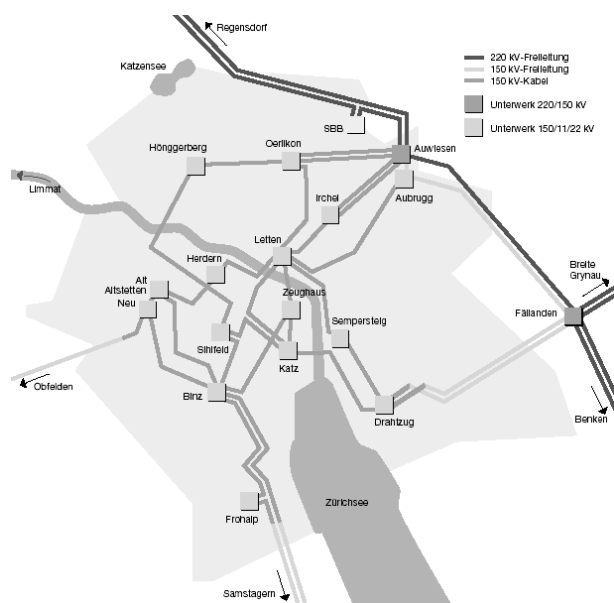 Regensdorf
Katzensee
220 kV-Freileitung
150 kV-Freileitung
150 kV-Kabel
Unterwerk 220/150 kV
Unterwerk 150/11/22 kV
SBB
Auwiesen
Oerlikon
Hönggerberg
Limmat
Irchel
Aubrugg
Letten
Herdern
Alt
Altstetten
Neu
Zeughaus
Sempersteig
Breite
Grynau
Fällanden
Sihlfeld
Katz
Obfelden
Binz
Drahtzug
Benken
Frohalp
Zürichsee
Samstagern